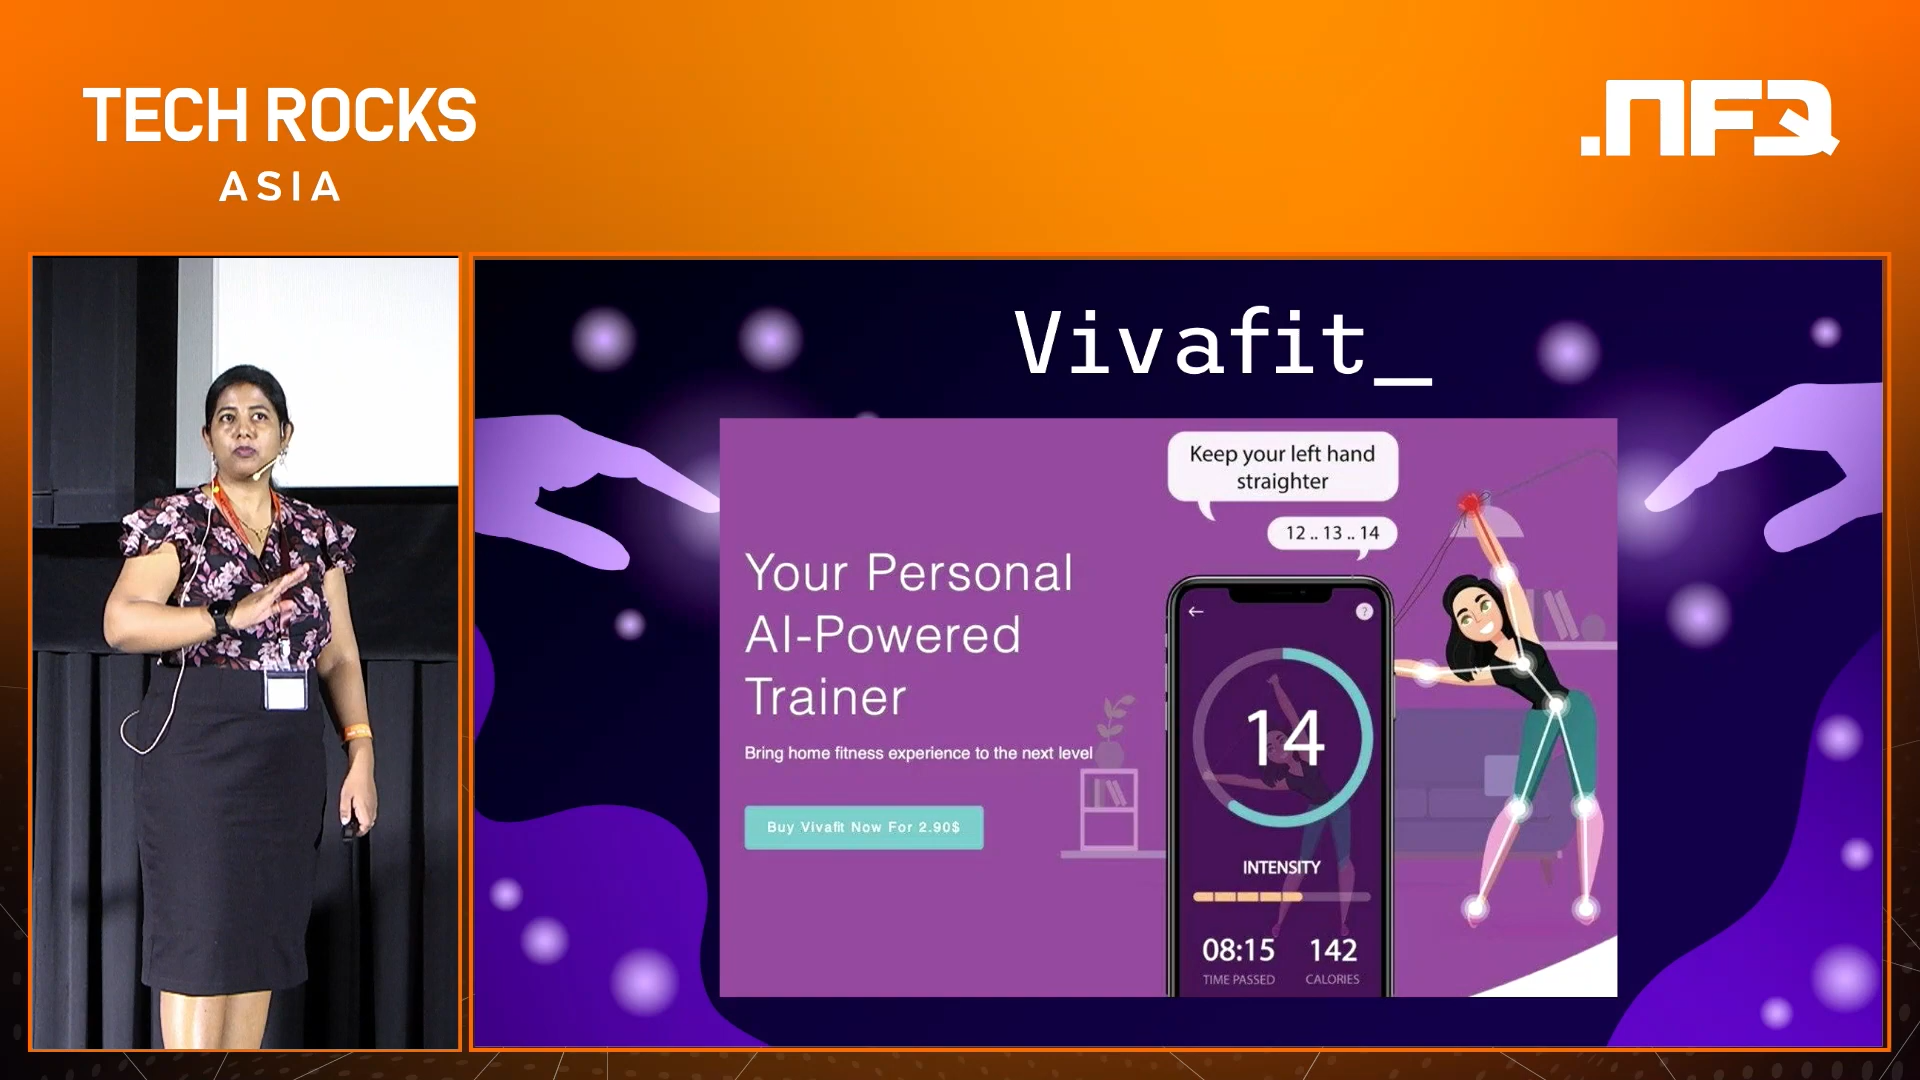 TECH ROCKS
ASIA
.NFQ
Vivafit_
Keep your left hand
straighter
12 .. 13 .. 14
Your Personal
AI-Powered
Trainer
Bring home fitness experience to the next level
Buy Vivafit Now For 2.90$
?
14
INTENSITY
08:15
142
TIME PASSED
CALORIES